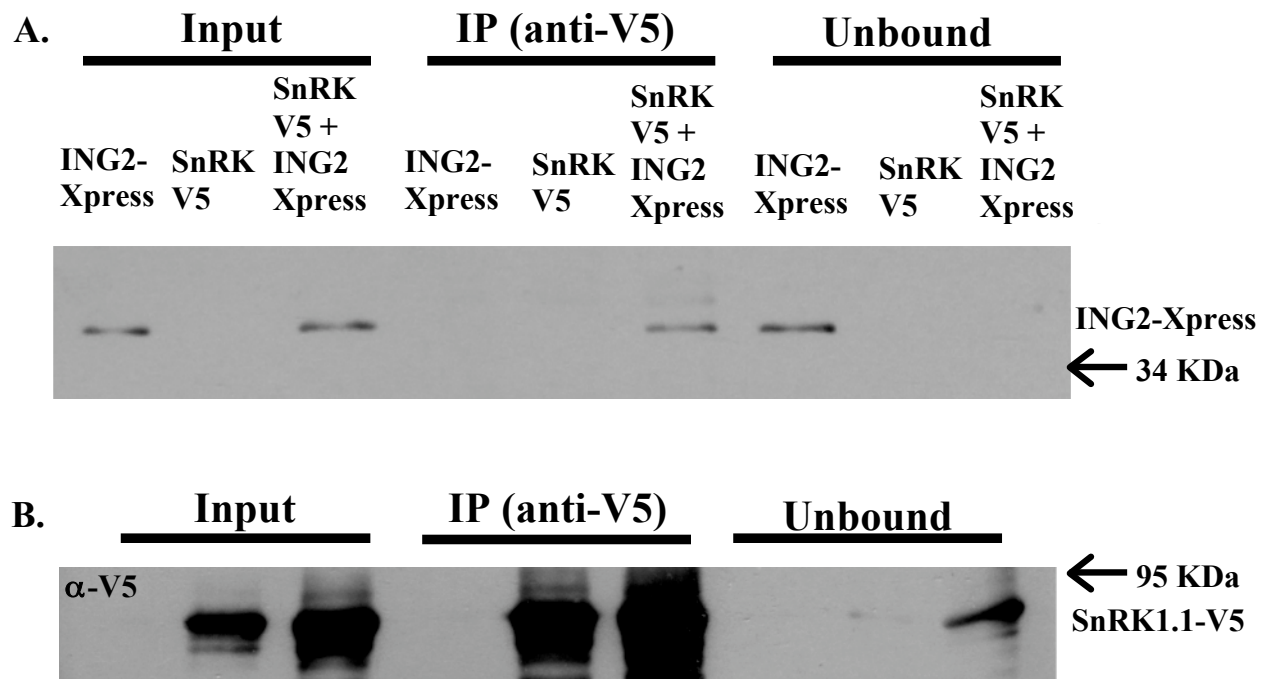 A.
Input
IP (anti-V5)
Unbound
ING2-
Xpress
SnRK
V5
SnRK
V5 +
ING2
Xpress
ING2-
Xpress
SnRK
V5
SnRK
V5 +
ING2
Xpress
ING2-
Xpress
SnRK
V5
SnRK
V5 +
ING2
Xpress
ING2-Xpress
34 KDa
B.
Input
IP (anti-V5)
Unbound
α-V5
95 KDa
SnRK1.1-V5